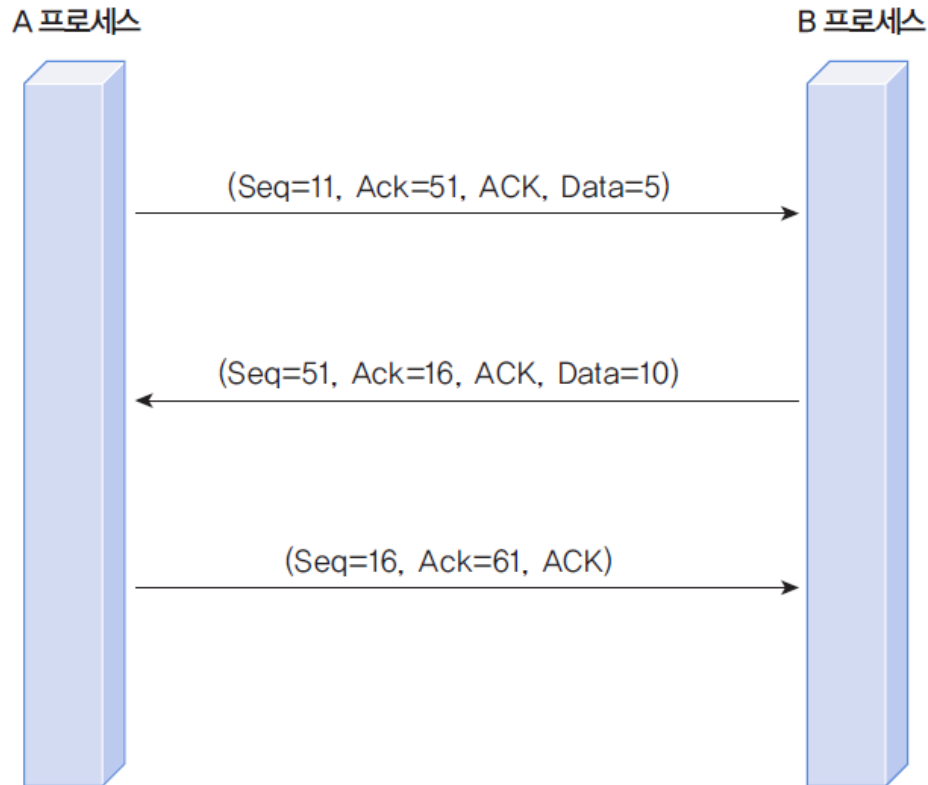 A 프로세스
B 프로세스
(Seq=11, Ack=51, ACK, Data=5)
(Seq=51, Ack=16, ACK, Data=10)
(Seq=16, Ack=61, ACK)